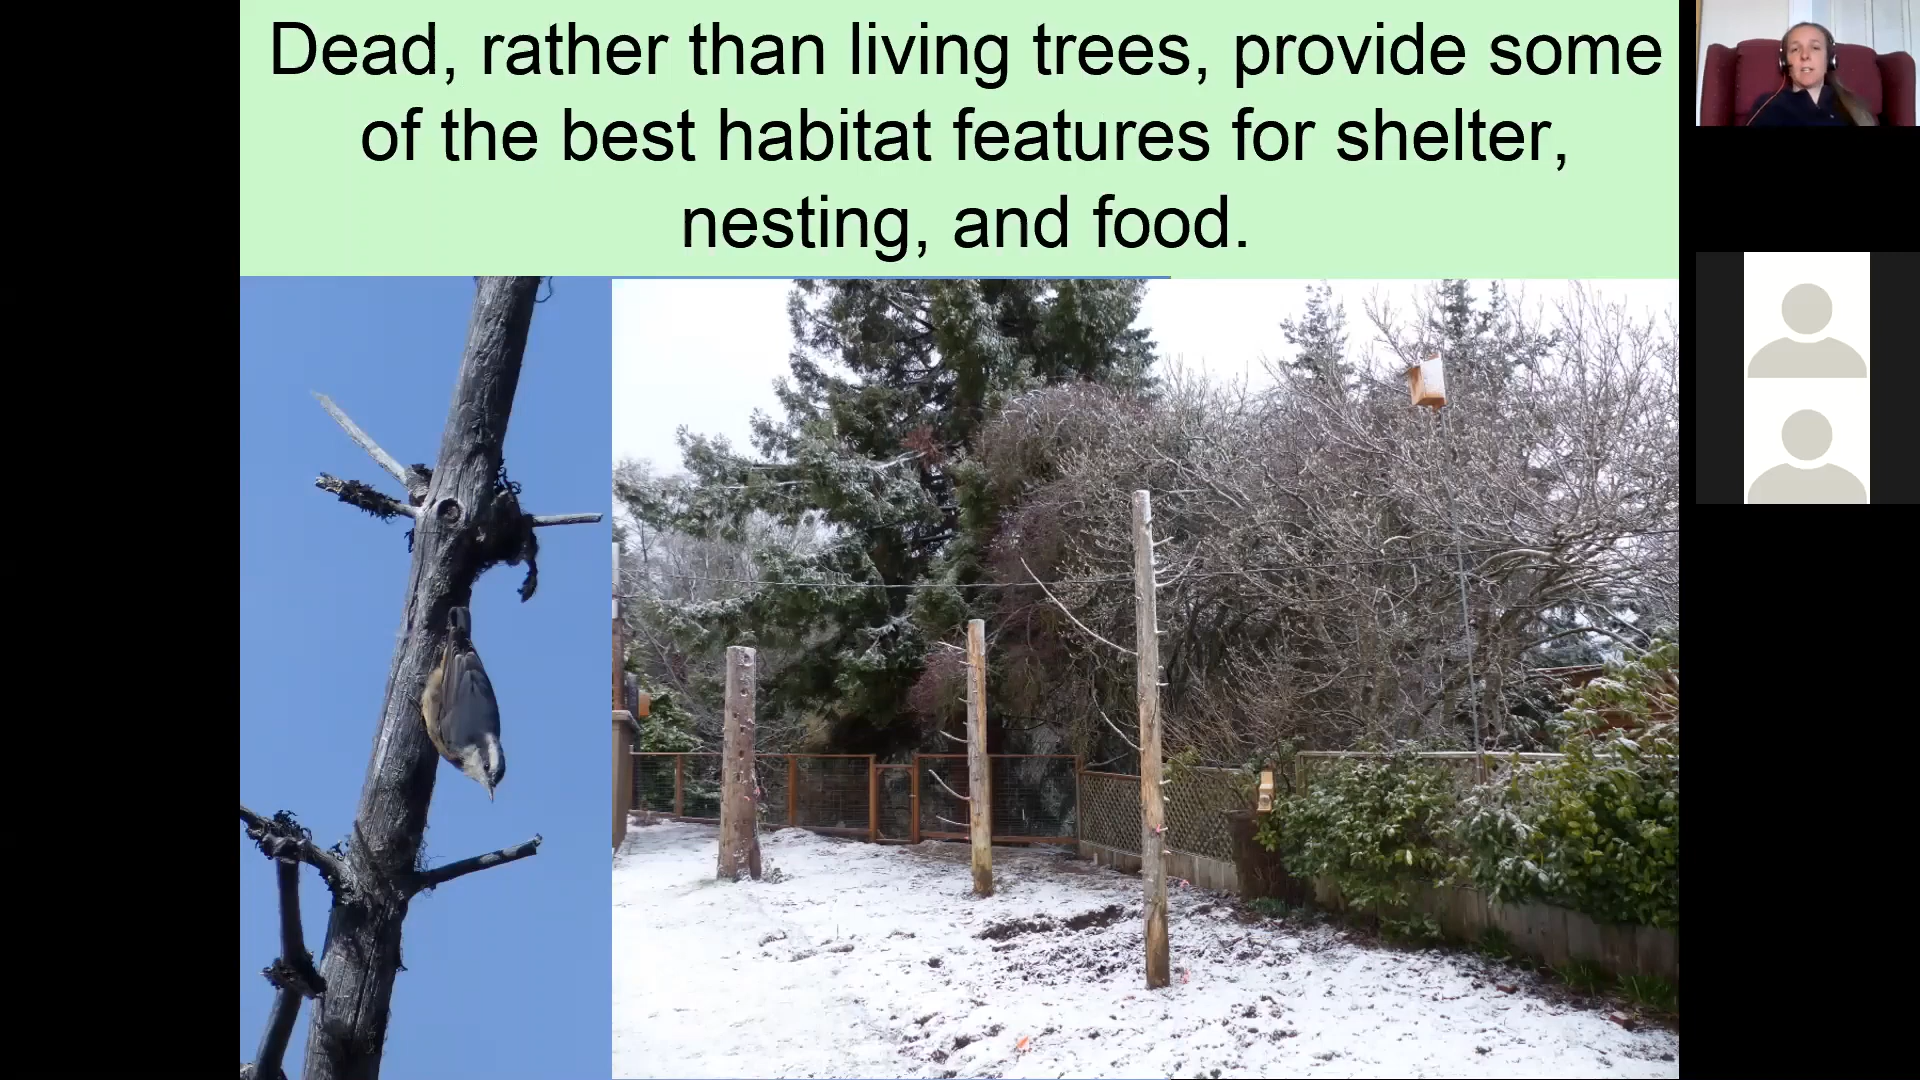 Dead, rather than living trees, provide some
of the best habitat features for shelter,
nesting, and food.